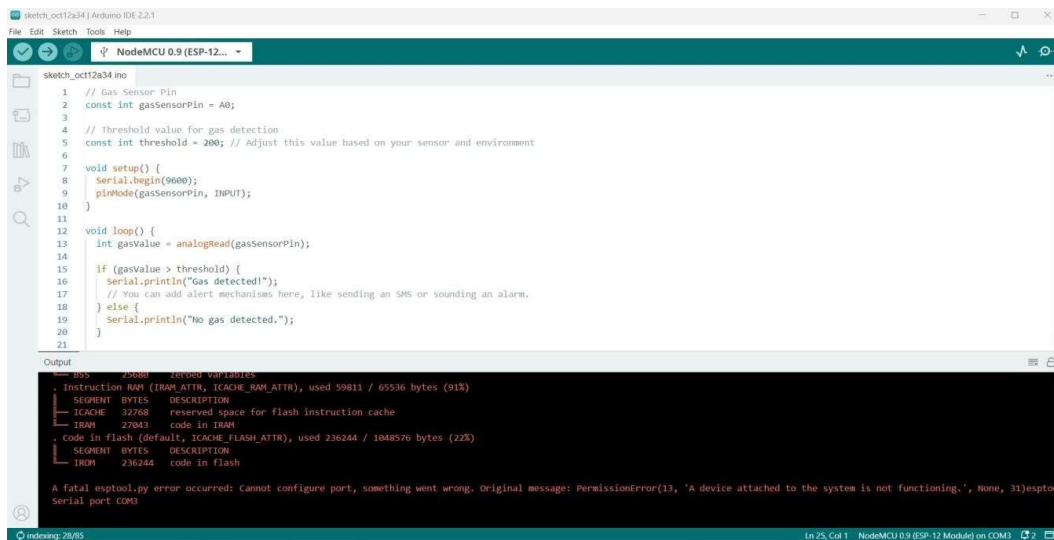 sketch_oct12a34 | Arduino IDE 2.2.1
File Edit Sketch Tools Help
NodeMCU 0.9 (ESP-12...
sketch_oct12a34.ino
1 // Gas Sensor Pin
2 const int gasSensorPin = A0;
3
4 // Threshold value for gas detection
5 const int threshold = 200; // Adjust this value based on your sensor and environment
6
7 void setup() {
8 Serial.begin(9600);
9 pinMode(gasSensorPin, INPUT);
10 }
11
12 void loop() {
13 int gasValue = analogRead(gasSensorPin);
14
15 if (gasValue > threshold) {
16 Serial.println("Gas detected!");
17 // You can add alert mechanisms here, like sending an SMS or sounding an alarm.
18 } else {
19 Serial.println("No gas detected.");
20 }
21
Output
BSS 25680 zeroed variables
. Instruction RAM (IRAM_ATTR, ICACHE_RAM_ATTR), used 59811 / 65536 bytes (91%)
SEGMENT BYTES DESCRIPTION
ICACHE 32768 reserved space for flash instruction cache
IRAM 27043 code in IRAM
. Code in flash (default, ICACHE_FLASH_ATTR), used 236244 / 1048576 bytes (22%)
SEGMENT BYTES DESCRIPTION
IROM 236244 code in flash
A fatal esptool.py error occurred: Cannot configure port, something went wrong. Original message: PermissionError(13, 'A device attached to the system is not functioning.', None, 31)espto
Serial port COM3
indexing: 28/85 Ln 25, Col 1 NodeMCU 0.9 (ESP-12 Module) on COM3 2